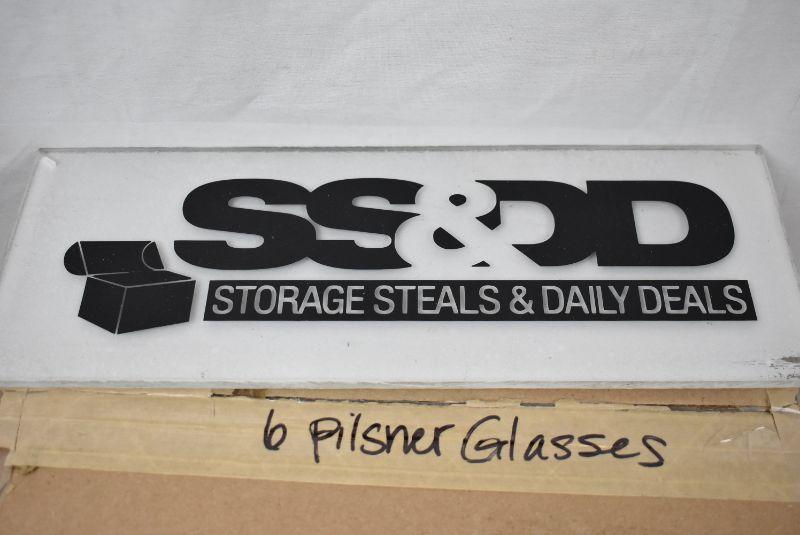 SS&DD
STORAGE STEALS & DAILY DEALS
6 Pilsner Glasses